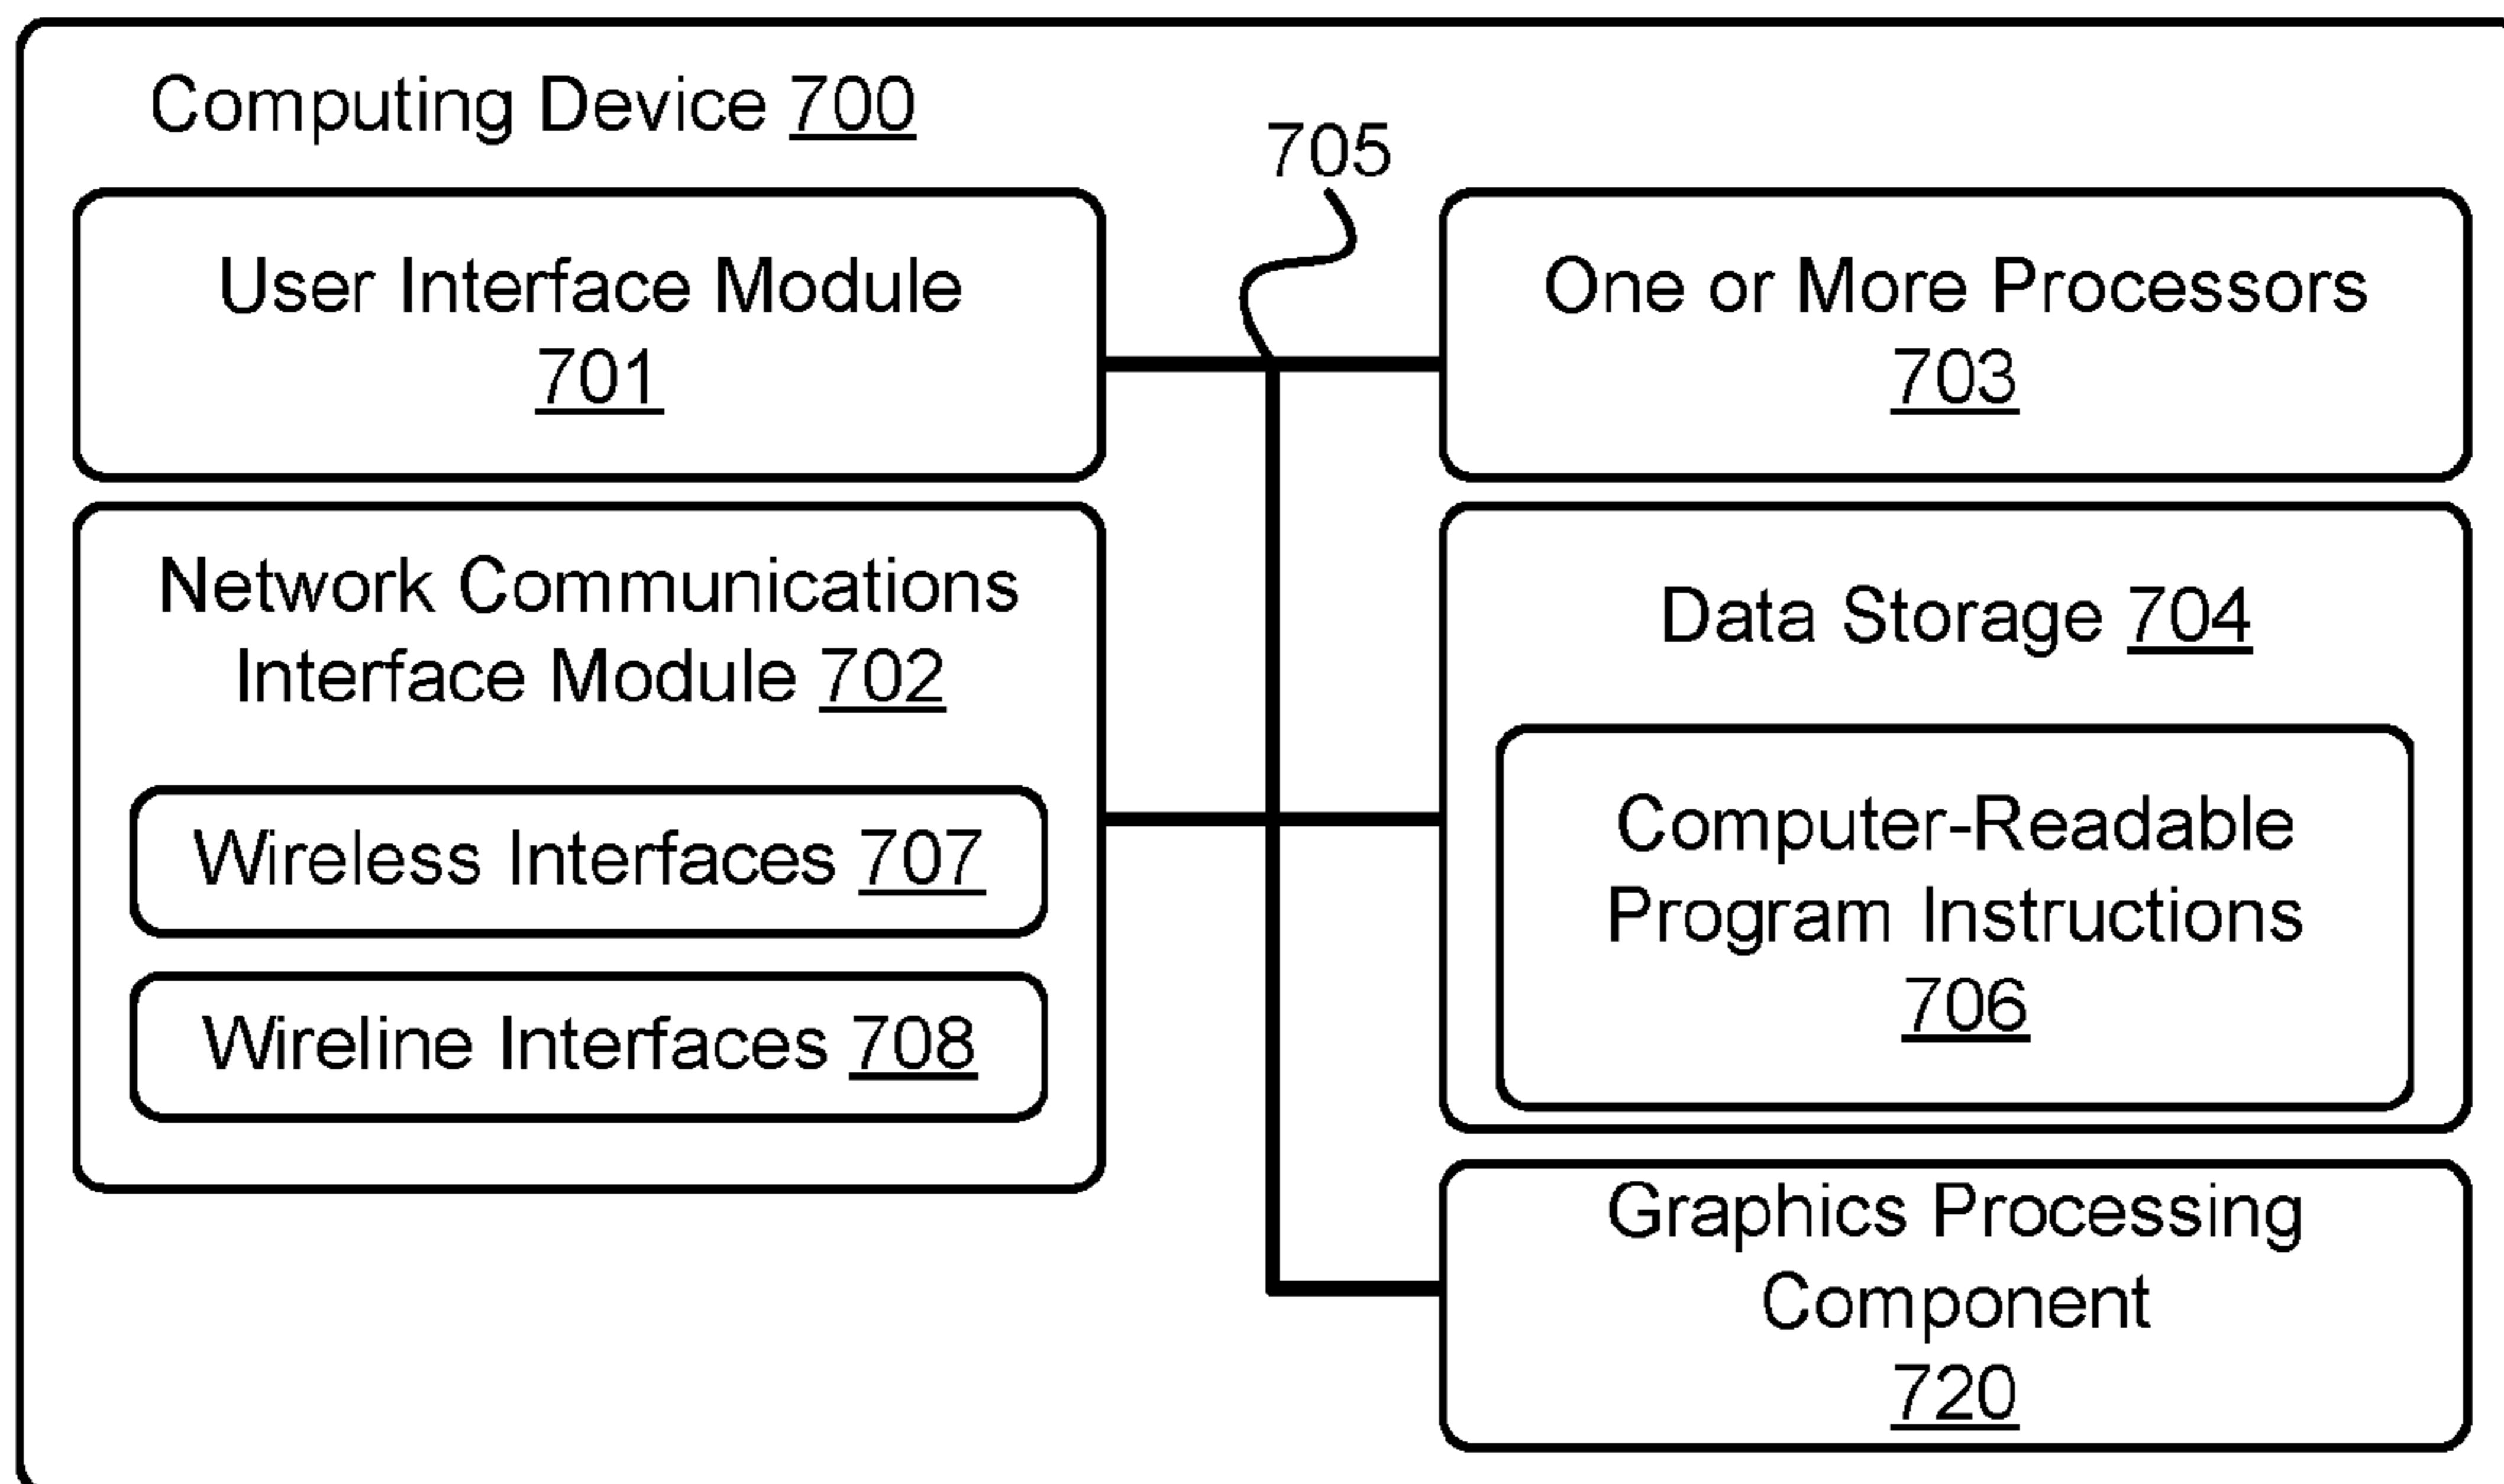 Computing Device 700
705
User Interface Module
701
One or More Processors
703
Network Communications
Interface Module 702
Wireless Interfaces 707
Wireline Interfaces 708
Data Storage 704
Computer-Readable
Program Instructions
706
Graphics Processing
Component
720